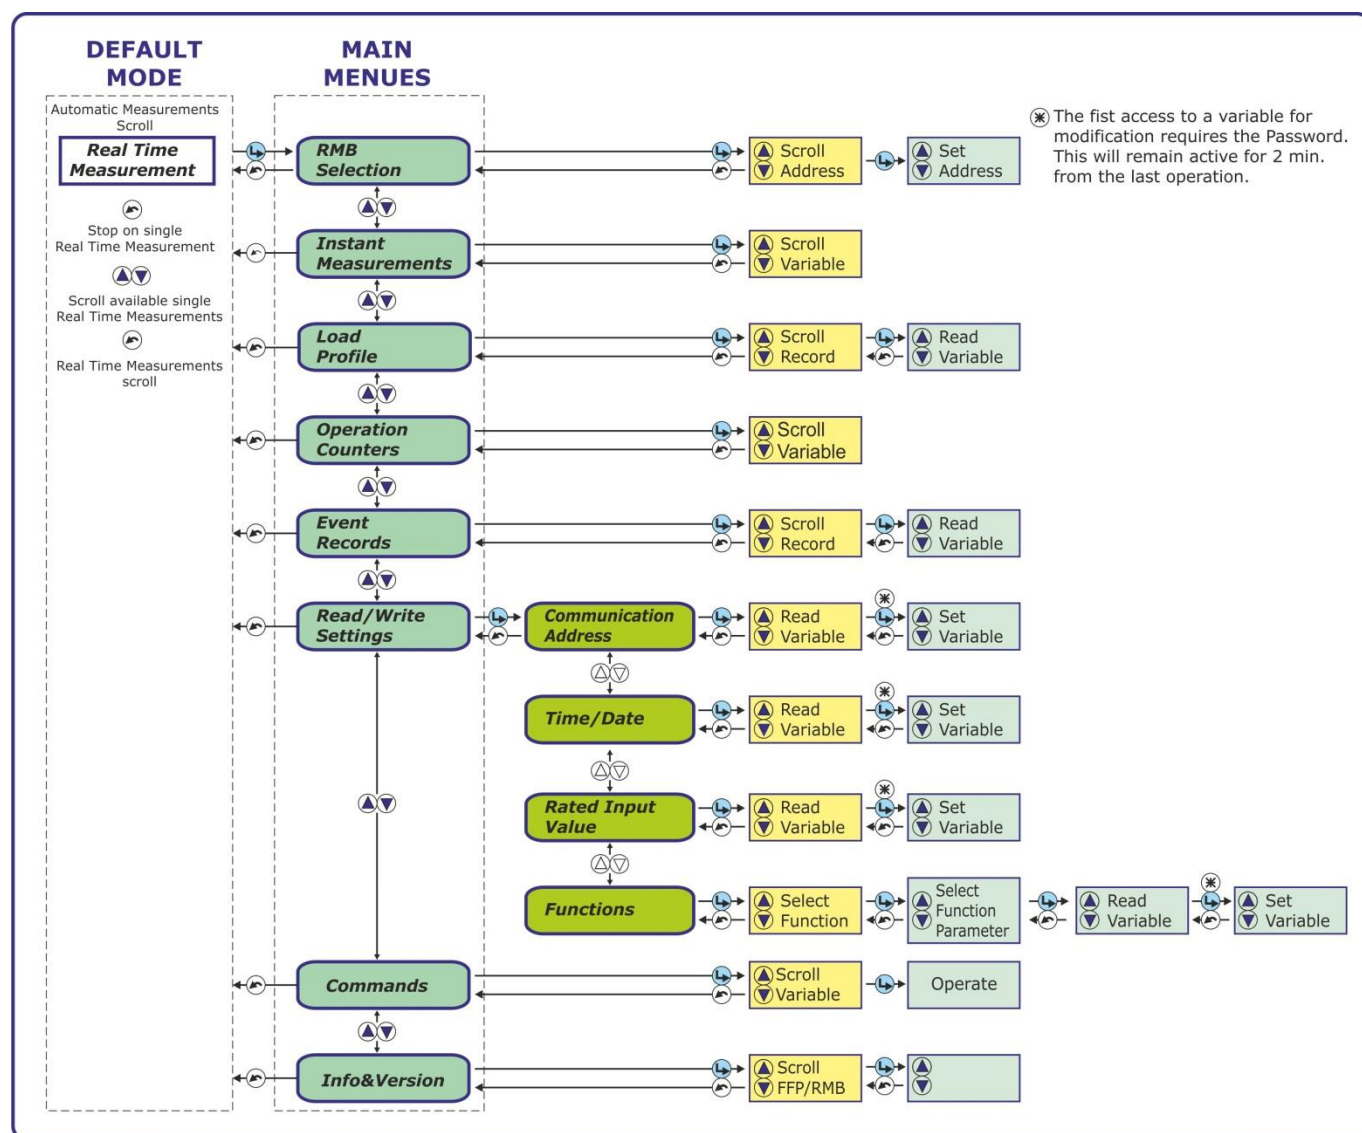 DEFAULT
MODE
MAIN
MENUES
Automatic Measurements
Scroll
Real Time
Measurement
Stop on single
Real Time Measurement
Scroll available single
Real Time Measurements
Real Time Measurements
scroll
The fist access to a variable for
modification requires the Password.
This will remain active for 2 min.
from the last operation.
RMB
Selection
Scroll
Address
Set
Address
Instant
Measurements
Scroll
Variable
Load
Profile
Scroll
Record
Read
Variable
Operation
Counters
Scroll
Variable
Event
Records
Scroll
Record
Read
Variable
Read/Write
Settings
Communication
Address
Read
Variable
Set
Variable
Time/Date
Read
Variable
Set
Variable
Rated Input
Value
Read
Variable
Set
Variable
Functions
Select
Function
Select
Function
Parameter
Read
Variable
Set
Variable
Commands
Scroll
Variable
Operate
Info&Version
Scroll
FFP/RMB